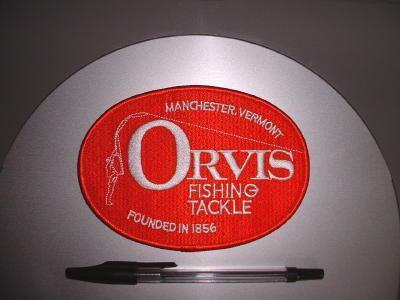 MANCHESTER, VERMONT
ORVIS
FISHING
TACKLE
FOUNDED IN 1856